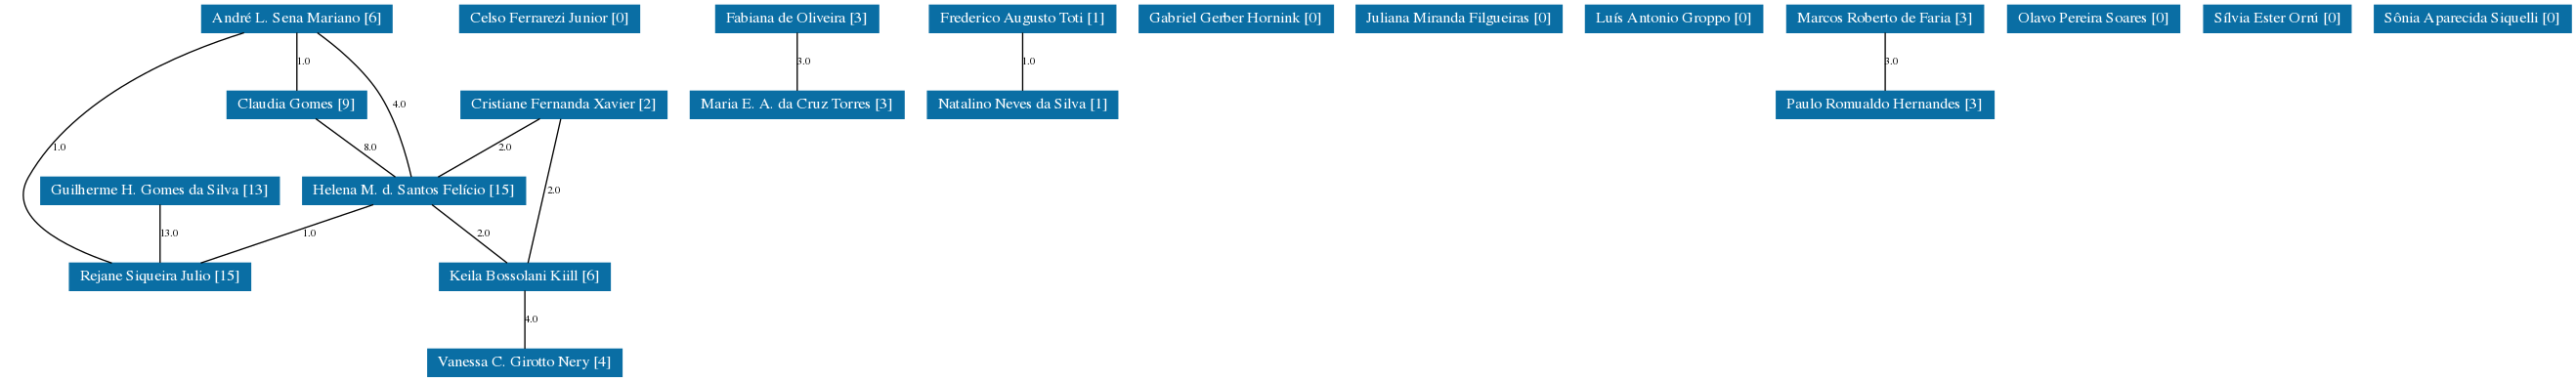 André L. Sena Mariano [6]
Celso Ferrarezi Junior [0]
Fabiana de Oliveira [3]
Frederico Augusto Toti [1]
Gabriel Gerber Hornink [0]
Juliana Miranda Filgueiras [0]
Luís Antonio Groppo [0]
Marcos Roberto de Faria [3]
Olavo Pereira Soares [0]
Sílvia Ester Orrú [0]
Sônia Aparecida Siquelli [0]
1.0
3.0
1.0
3.0
Claudia Gomes [9]
4.0
Cristiane Fernanda Xavier [2]
Maria E. A. da Cruz Torres [3]
Natalino Neves da Silva [1]
Paulo Romualdo Hernandes [3]
1.0
8.0
2.0
Guilherme H. Gomes da Silva [13]
Helena M. d. Santos Felício [15]
2.0
13.0
1.0
2.0
Rejane Siqueira Julio [15]
Keila Bossolani Kiill [6]
4.0
Vanessa C. Girotto Nery [4]